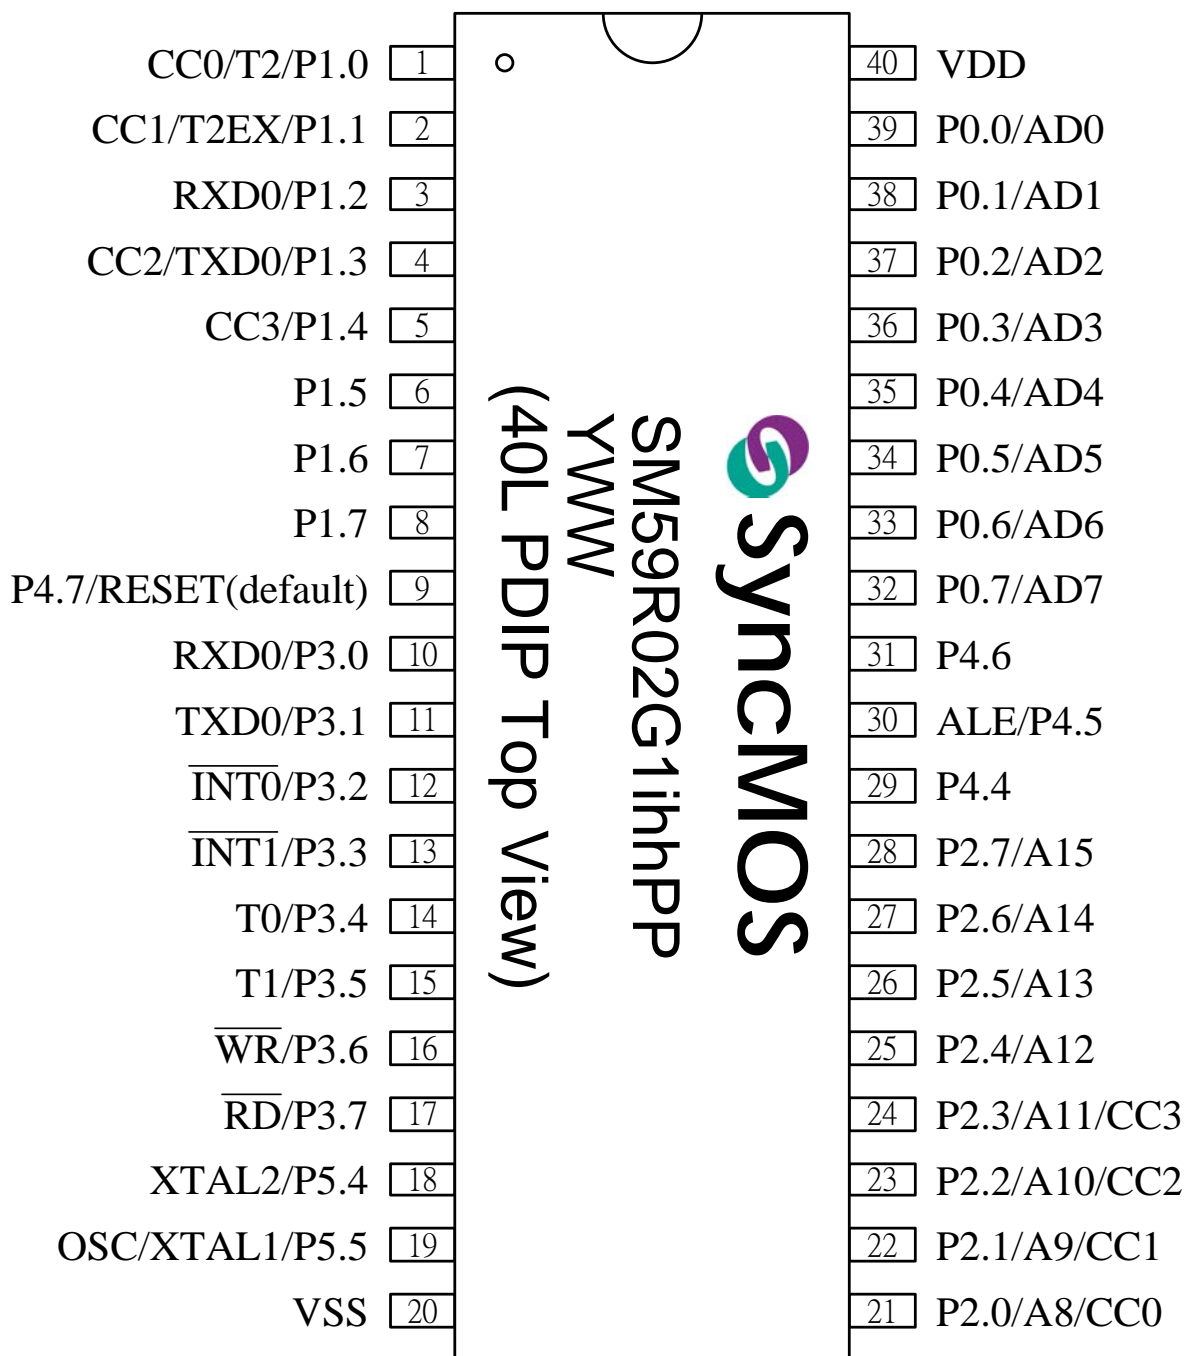 CC0/T2/P1.0 1
CC1/T2EX/P1.1 2
RXD0/P1.2 3
CC2/TXD0/P1.3 4
CC3/P1.4 5
P1.5 6
P1.6 7
P1.7 8
P4.7/RESET(default) 9
RXD0/P3.0 10
TXD0/P3.1 11
INT0/P3.2 12
INT1/P3.3 13
T0/P3.4 14
T1/P3.5 15
WR/P3.6 16
RD/P3.7 17
XTAL2/P5.4 18
OSC/XTAL1/P5.5 19
VSS 20
SyncMOS
SM59R02G1ihhPP
YWW
(40L PDIP Top View)
40 VDD
39 P0.0/AD0
38 P0.1/AD1
37 P0.2/AD2
36 P0.3/AD3
35 P0.4/AD4
34 P0.5/AD5
33 P0.6/AD6
32 P0.7/AD7
31 P4.6
30 ALE/P4.5
29 P4.4
28 P2.7/A15
27 P2.6/A14
26 P2.5/A13
25 P2.4/A12
24 P2.3/A11/CC3
23 P2.2/A10/CC2
22 P2.1/A9/CC1
21 P2.0/A8/CC0